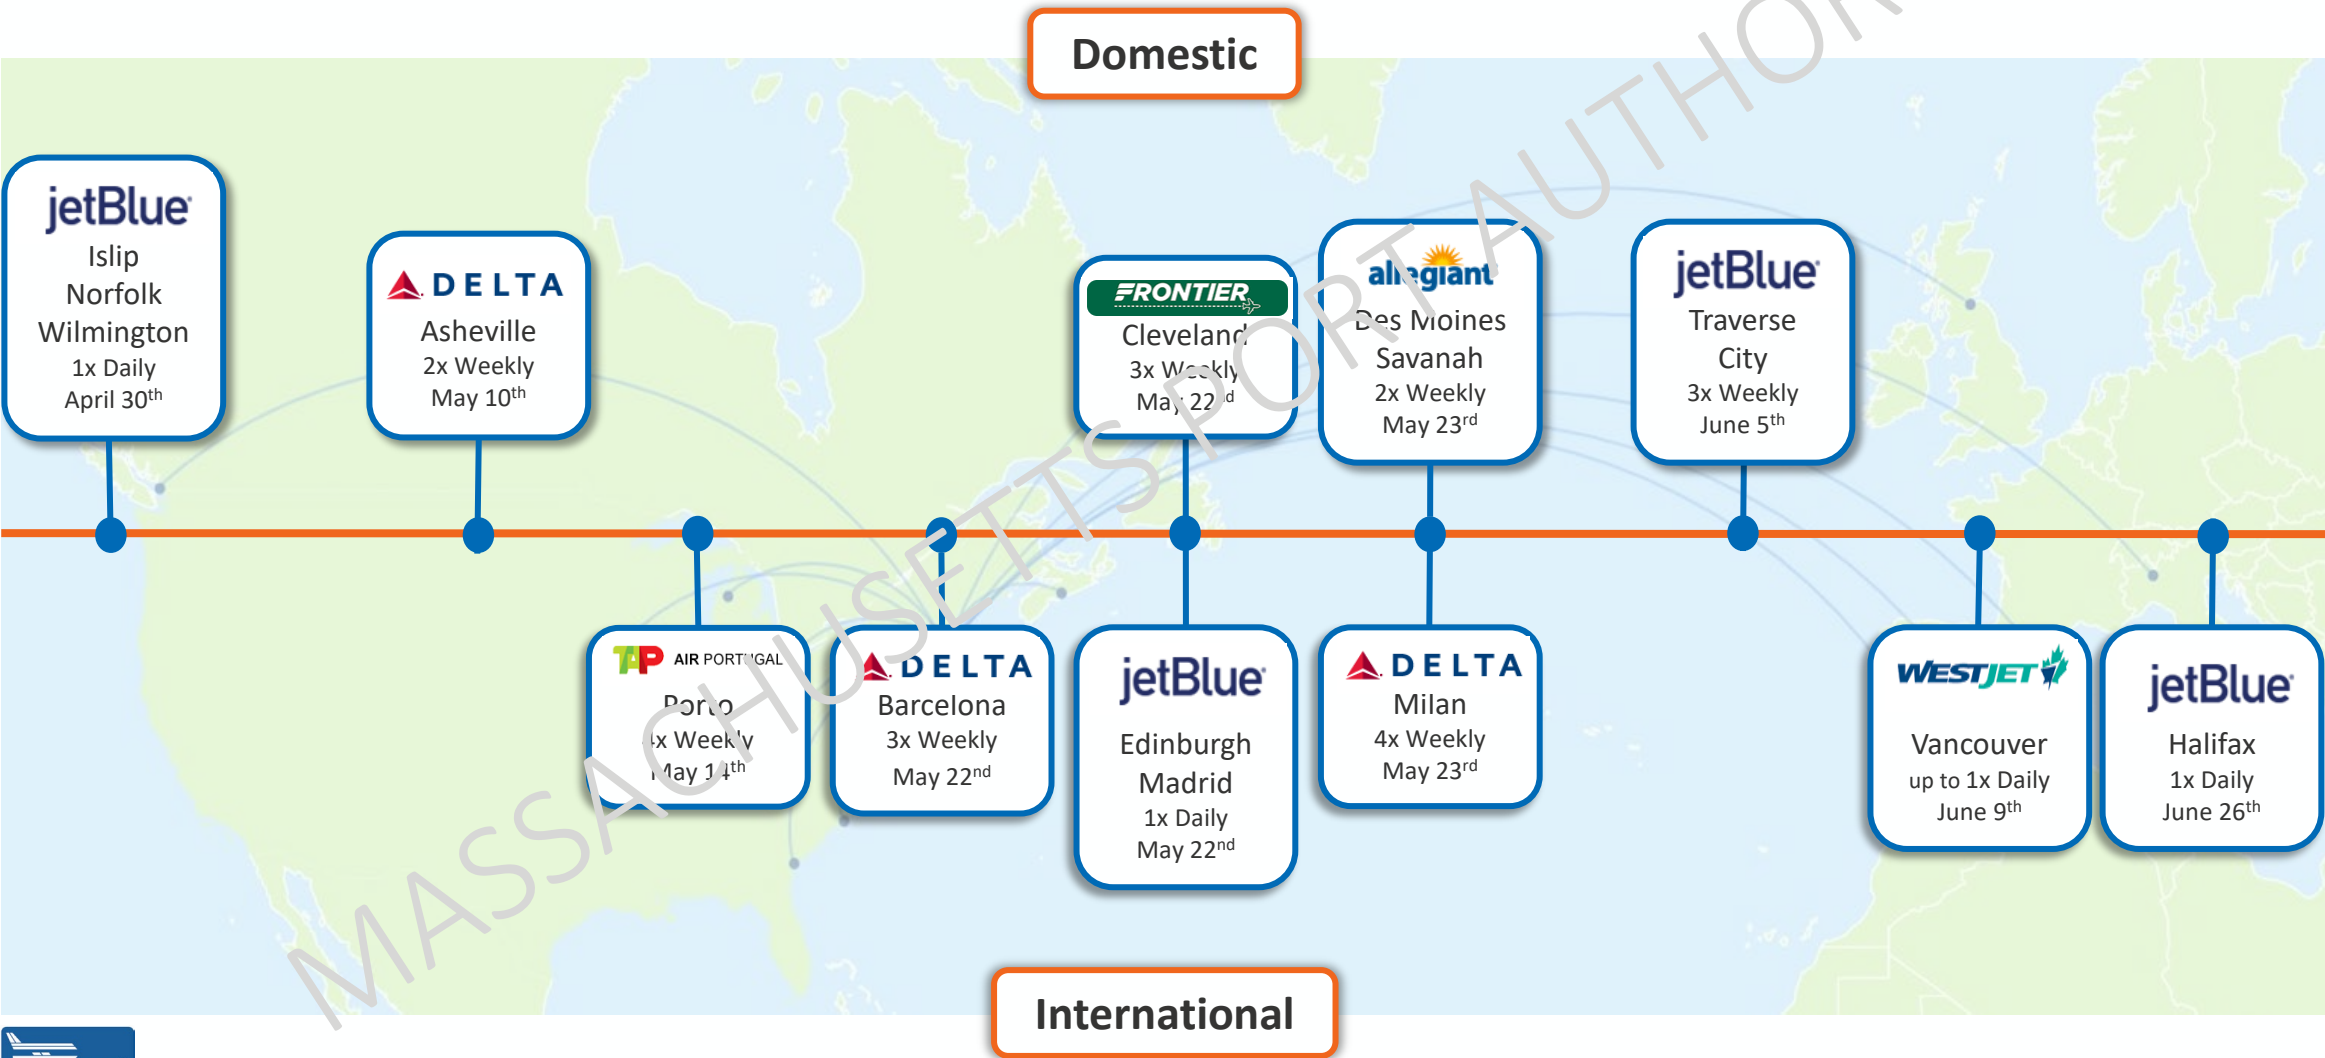 Domestic
jetBlue
Islip
Norfolk
Wilmington
1x Daily
April 30th
DELTA
Asheville
2x Weekly
May 10th
FRONTIER
Cleveland
3x Weekly
May 22nd
allegiant
Des Moines
Savanah
2x Weekly
May 23rd
jetBlue
Traverse
City
3x Weekly
June 5th
TAP AIR PORTUGAL
Porto
4x Weekly
May 14th
DELTA
Barcelona
3x Weekly
May 22nd
jetBlue
Edinburgh
Madrid
1x Daily
May 22nd
DELTA
Milan
4x Weekly
May 23rd
WESTJET
Vancouver
up to 1x Daily
June 9th
jetBlue
Halifax
1x Daily
June 26th
International
MASSACHUSETTS PORT AUTHOR